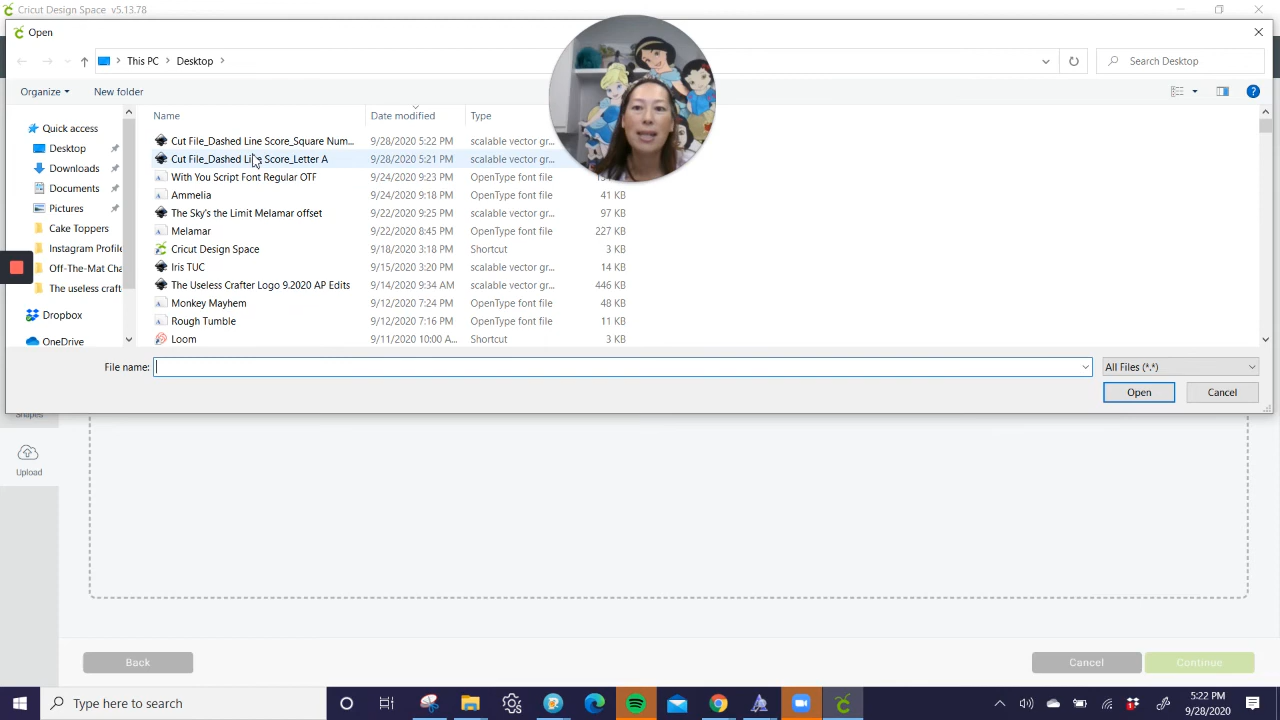 Cricut Design Space v5.13.78
Open
This PC > Desktop >
Search Desktop
Organize
New folder
Name Date modified Type
Quick access
Desktop
Downloads
Documents
Pictures
Cake Toppers
Instagram Profile
Off-The-Mat Cha
The useless craft
Dropbox
OneDrive
Cut File_Dashed Line Score_Square Num... 9/28/2020 5:22 PM scalable vector gr...
Cut File_Dashed Line Score_Letter A 9/28/2020 5:21 PM scalable vector gr...
With You Script Font Regular OTF 9/24/2020 9:23 PM OpenType font file
Ammelia 9/24/2020 9:18 PM OpenType font file 41 KB
The Sky's the Limit Melamar offset 9/22/2020 9:25 PM scalable vector gr... 97 KB
Melamar 9/22/2020 8:45 PM OpenType font file 227 KB
Cricut Design Space 9/18/2020 3:18 PM Shortcut 3 KB
Iris TUC 9/15/2020 3:20 PM scalable vector gr... 14 KB
The Useless Crafter Logo 9.2020 AP Edits 9/14/2020 9:34 AM scalable vector gr... 446 KB
Monkey Mayhem 9/12/2020 7:24 PM OpenType font file 48 KB
Rough Tumble 9/12/2020 7:16 PM OpenType font file 11 KB
Loom 9/11/2020 10:00 A... Shortcut 3 KB
File name:
All Files (*.*)
Open
Cancel
Shapes
Upload
Back
Cancel
Continue
Type here to search
5:22 PM
9/28/2020